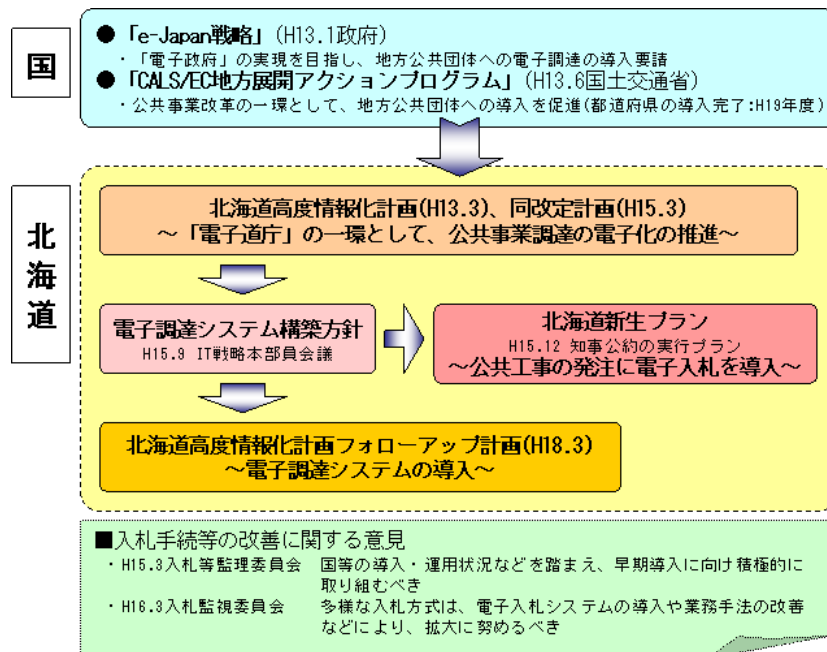 国
●「e-Japan戦略」(H13.1政府)
・「電子政府」の実現を目指し、地方公共団体への電子調達の導入要請
●「CALS/EC地方展開アクションプログラム」(H13.6国土交通省)
・公共事業改革の一環として、地方公共団体への導入を促進(都道府県の導入完了:H19年度)
北海道
北海道高度情報化計画(H13.3)、同改定計画(H15.3)
～「電子道庁」の一環として、公共事業調達の電子化の推進～
電子調達システム構築方針
H15.9 IT戦略本部員会議
北海道新生プラン
H15.12 知事公約の実行プラン
～公共工事の発注に電子入札を導入～
北海道高度情報化計画フォローアップ計画(H18.3)
～電子調達システムの導入～
■入札手続等の改善に関する意見
・H15.3入札等監理委員会 国等の導入・運用状況などを踏まえ、早期導入に向け積極的に
取り組むべき
・H16.3入札監視委員会 多様な入札方式は、電子入札システムの導入や業務手法の改善
などにより、拡大に努めるべき